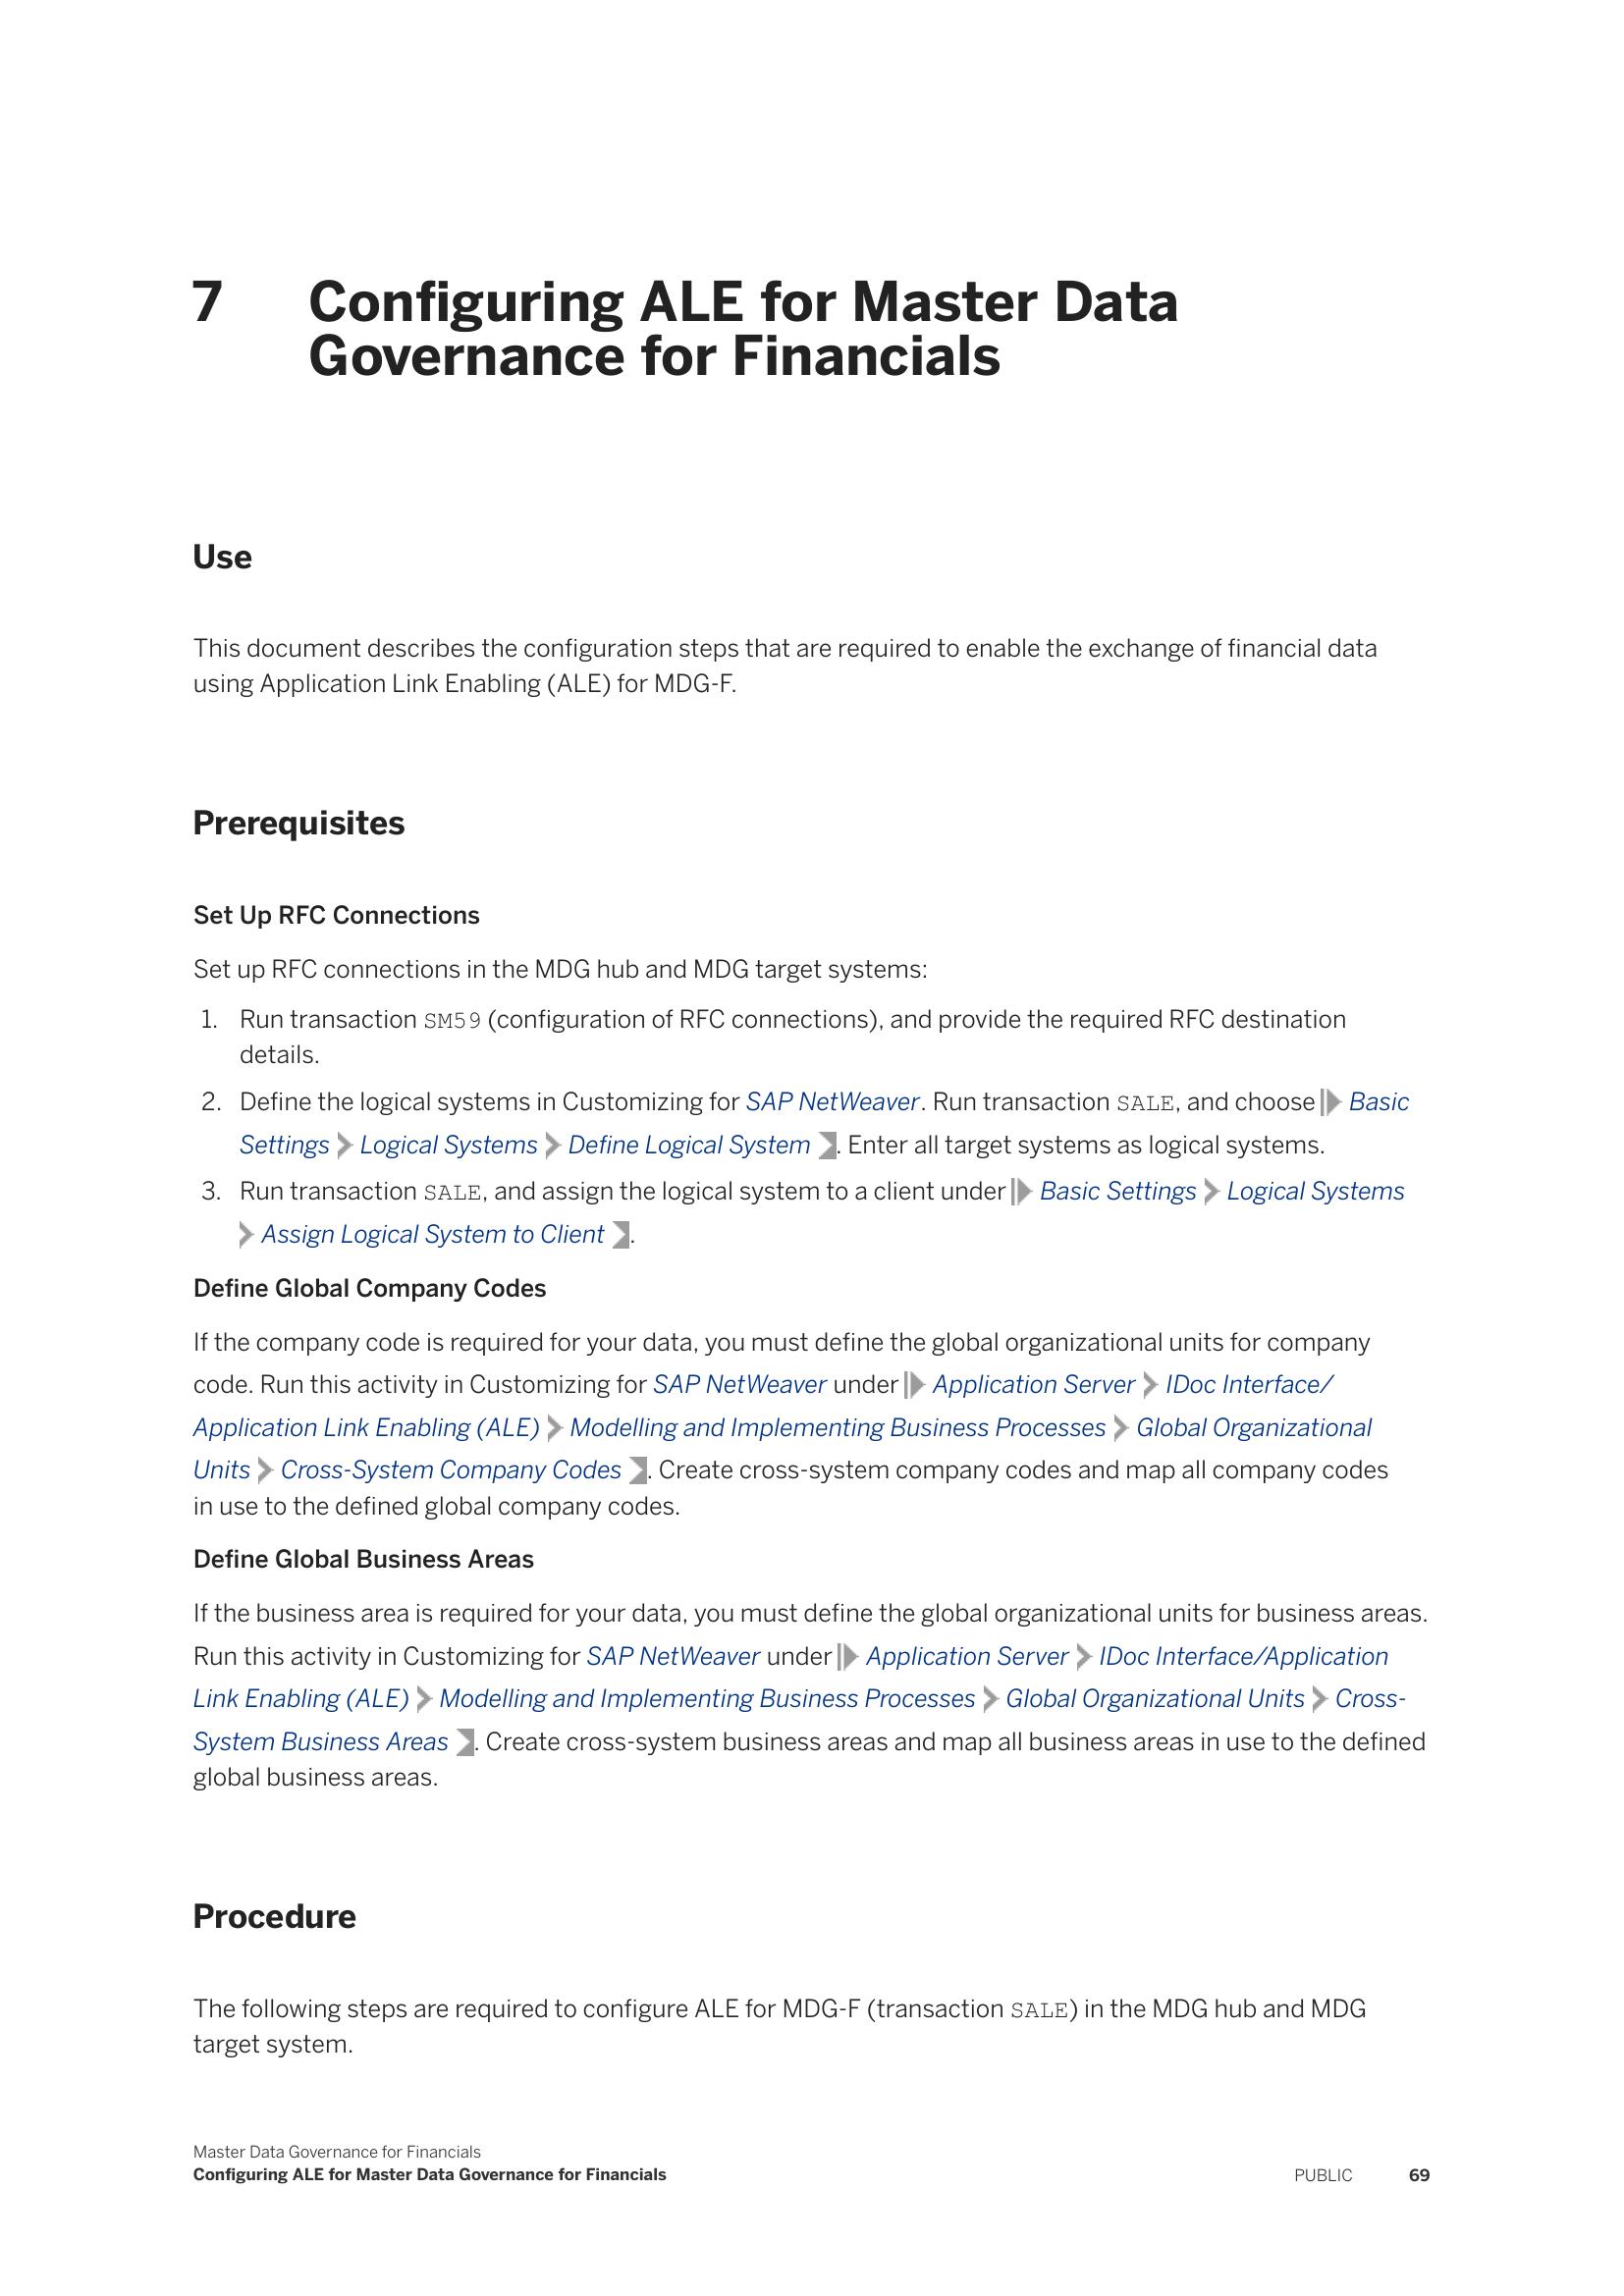 7 Configuring ALE for Master Data
Governance for Financials
Use
This document describes the configuration steps that are required to enable the exchange of financial data
using Application Link Enabling (ALE) for MDG-F.
Prerequisites
Set Up RFC Connections
Set up RFC connections in the MDG hub and MDG target systems:
1. Run transaction SM59 (configuration of RFC connections), and provide the required RFC destination
details.
2. Define the logical systems in Customizing for SAP NetWeaver. Run transaction SALE, and choose Basic
Settings Logical Systems Define Logical System . Enter all target systems as logical systems.
3. Run transaction SALE, and assign the logical system to a client under Basic Settings Logical Systems
Assign Logical System to Client .
Define Global Company Codes
If the company code is required for your data, you must define the global organizational units for company
code. Run this activity in Customizing for SAP NetWeaver under Application Server IDoc Interface/
Application Link Enabling (ALE) Modelling and Implementing Business Processes Global Organizational
Units Cross-System Company Codes . Create cross-system company codes and map all company codes
in use to the defined global company codes.
Define Global Business Areas
If the business area is required for your data, you must define the global organizational units for business areas.
Run this activity in Customizing for SAP NetWeaver under Application Server IDoc Interface/Application
Link Enabling (ALE) Modelling and Implementing Business Processes Global Organizational Units Cross-
System Business Areas . Create cross-system business areas and map all business areas in use to the defined
global business areas.
Procedure
The following steps are required to configure ALE for MDG-F (transaction SALE) in the MDG hub and MDG
target system.
Master Data Governance for Financials
Configuring ALE for Master Data Governance for Financials PUBLIC 69